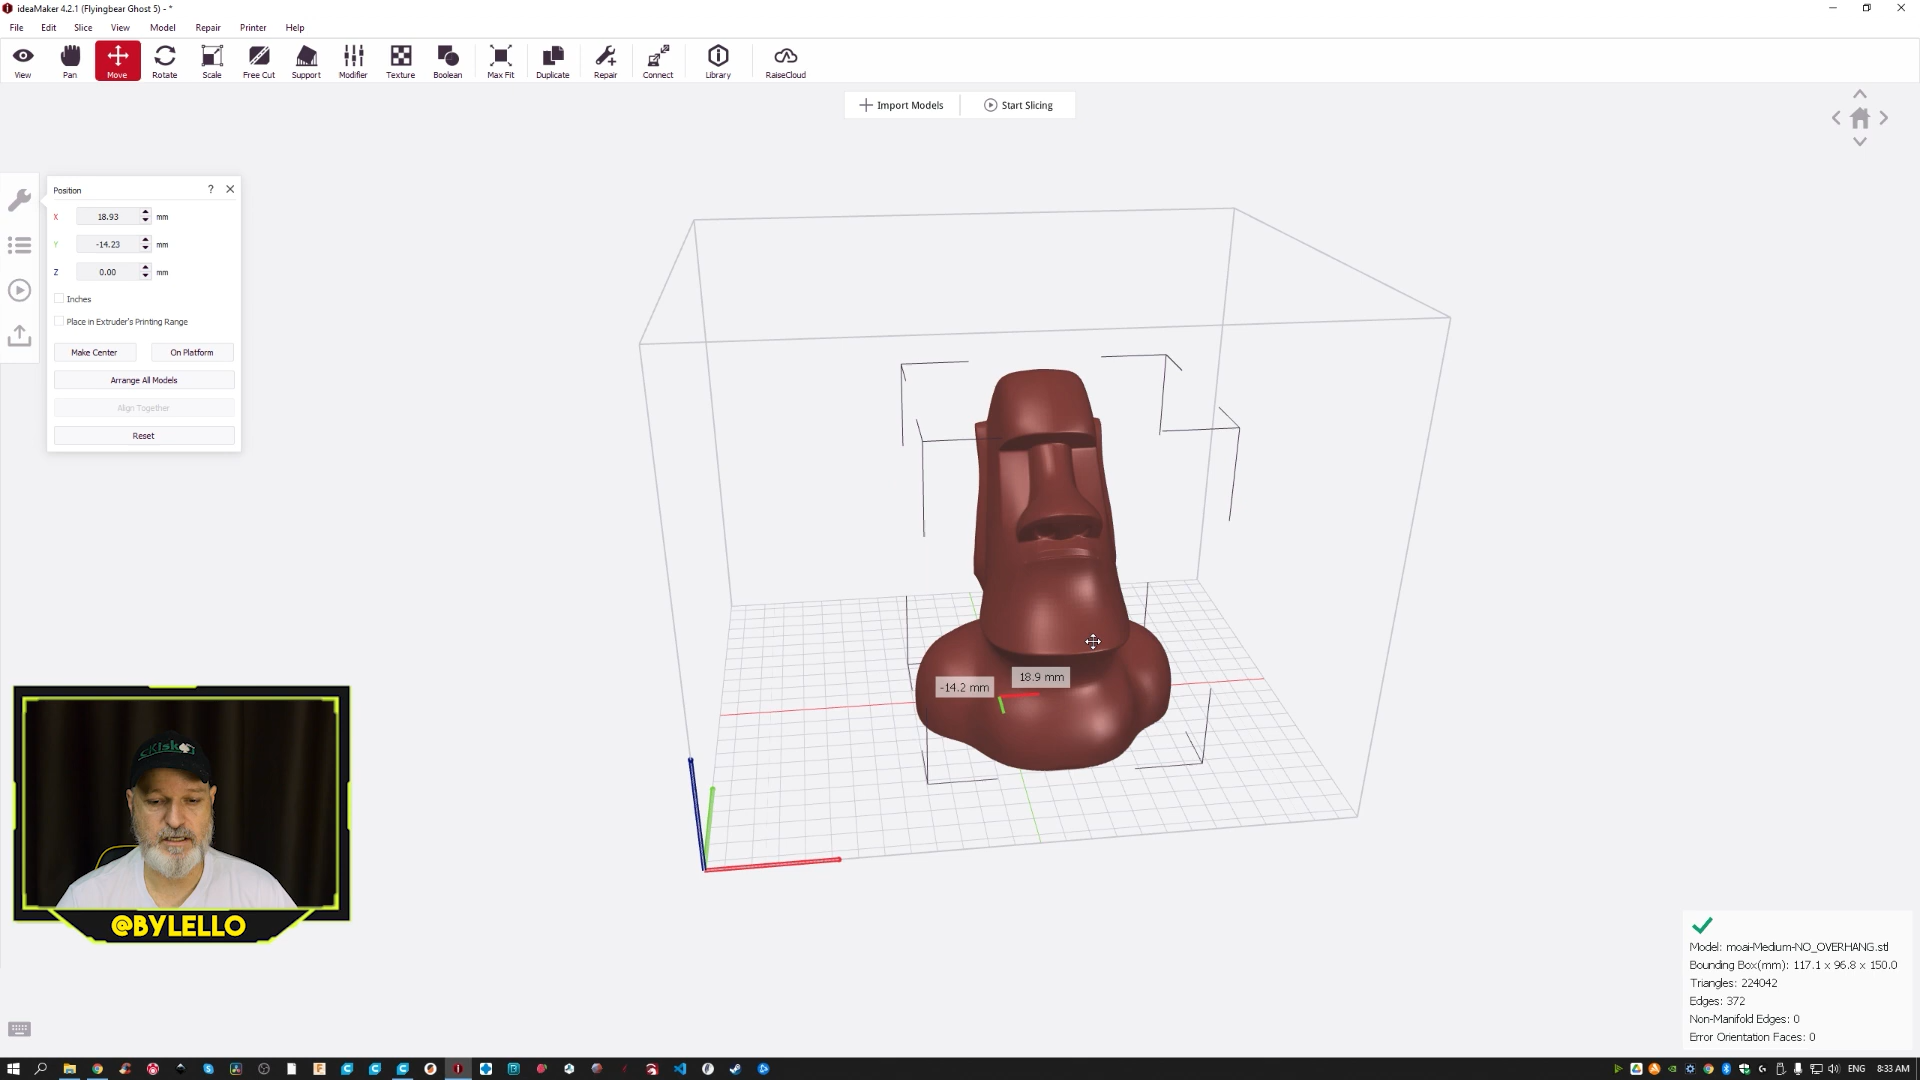 ideaMaker 4.2.1 (Flyingbear Ghost 5) - *
File Edit Slice View Model Repair Printer Help
View Pan Move Rotate Scale Free Cut Support Modifier Texture Boolean Max Fit Duplicate Repair Connect Library RaiseCloud
Import Models Start Slicing
Position ?
X 18.93 mm
Y -14.23 mm
Z 0.00 mm
Inches
Place in Extruder's Printing Range
Make Center On Platform
Arrange All Models
Align Together
Reset
18.9 mm
-14.2 mm
@BYLELLO
Model: moai-Medium-NO_OVERHANG.stl
Bounding Box(mm): 117.1 x 96.8 x 150.0
Triangles: 224042
Edges: 372
Non-Manifold Edges: 0
Error Orientation Faces: 0
ENG 8:33 AM